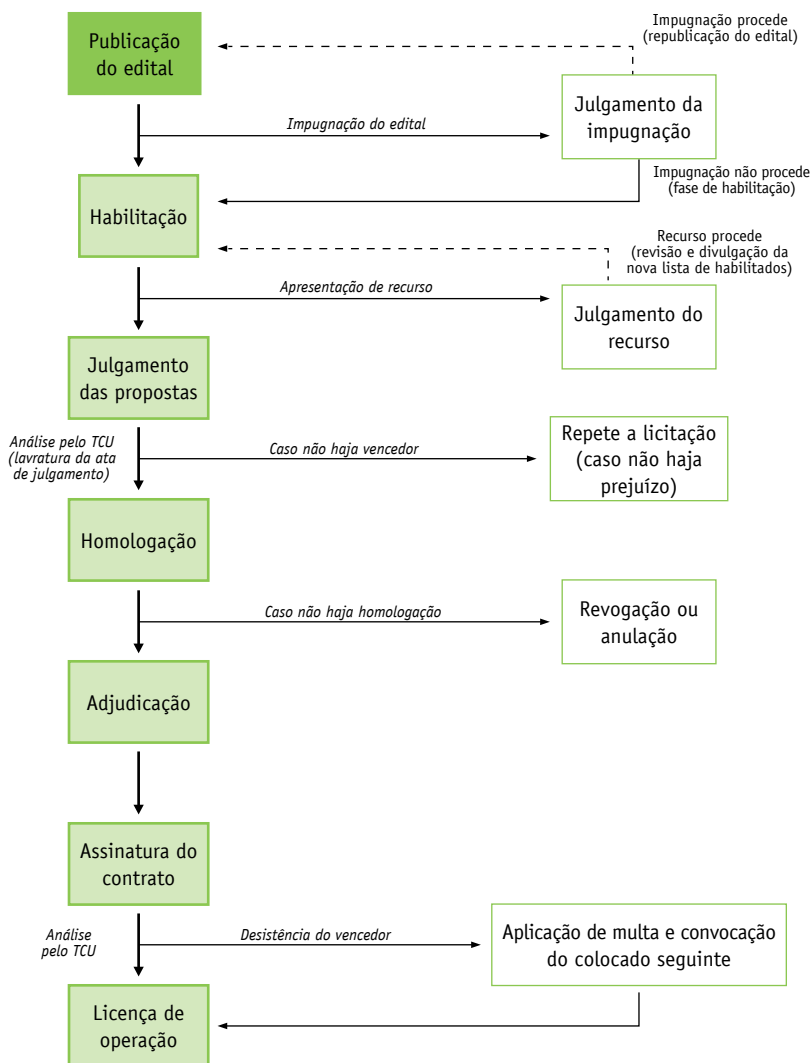 Publicação
do edital
Impugnação procede
(republicação do edital)
Impugnação do edital
Julgamento da
impugnação
Impugnação não procede
(fase de habilitação)
Habilitação
Recurso procede
(revisão e divulgação da
nova lista de habilitados)
Apresentação de recurso
Julgamento do
recurso
Julgamento
das propostas
Análise pelo TCU
(lavratura da ata
de julgamento)
Caso não haja vencedor
Repete a licitação
(caso não haja
prejuízo)
Homologação
Caso não haja homologação
Revogação ou
anulação
Adjudicação
Assinatura do
contrato
Análise
pelo TCU
Desistência do vencedor
Aplicação de multa e convocação
do colocado seguinte
Licença de
operação